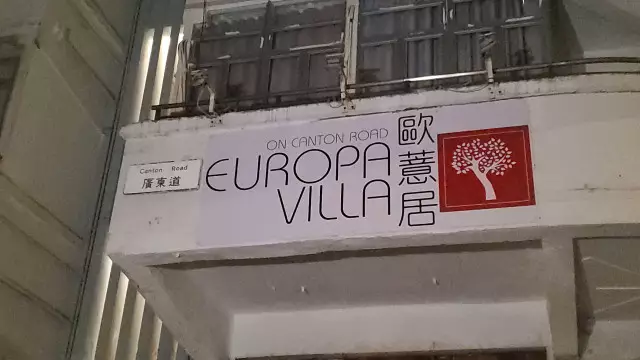 Canton Road
廣東道
ON CANTON ROAD
EUROPA
VILLA
歐薏居